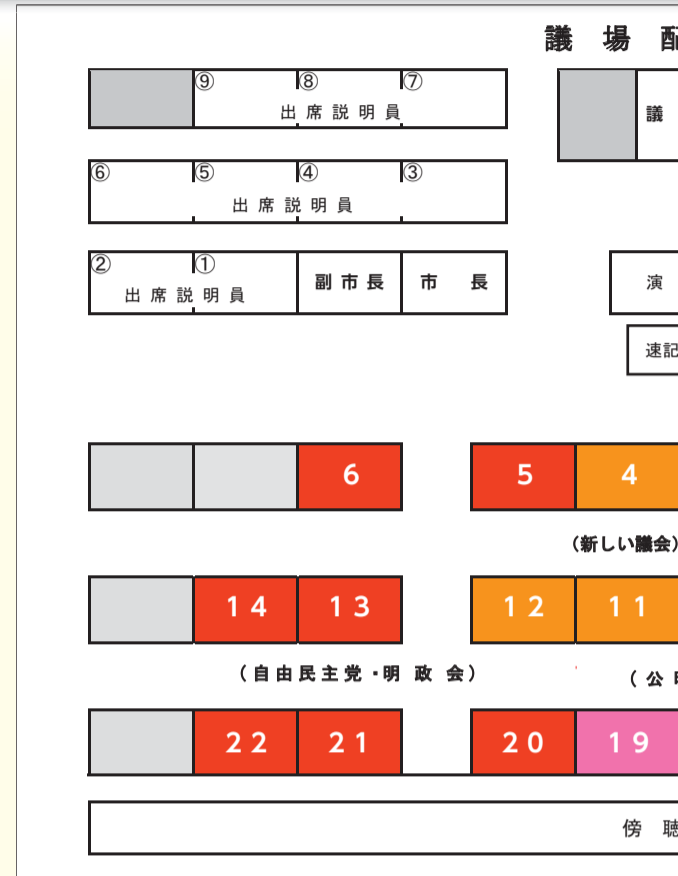 議 場 配
⑨ ⑧ ⑦
出 席 説 明 員
議
⑥ ⑤ ④ ③
出 席 説 明 員
② ①
出 席 説 明 員 副 市 長 市 長 演
速記
6 5 4
(新しい議会)
14 13 12 11
(自由民主党・明 政 会) (公
22 21 20 19
傍 聴